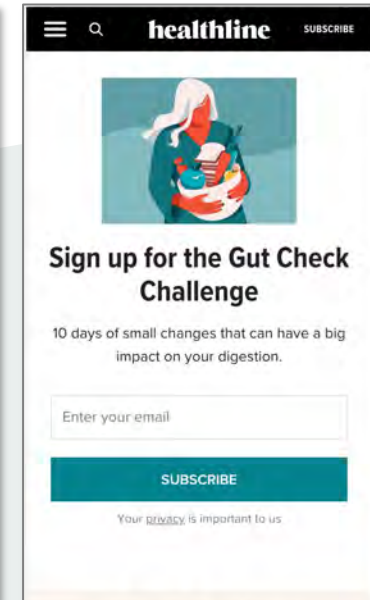 healthline
SUBSCRIBE
Sign up for the Gut Check
Challenge
10 days of small changes that can have a big
impact on your digestion.
Enter your email
SUBSCRIBE
Your privacy is important to us